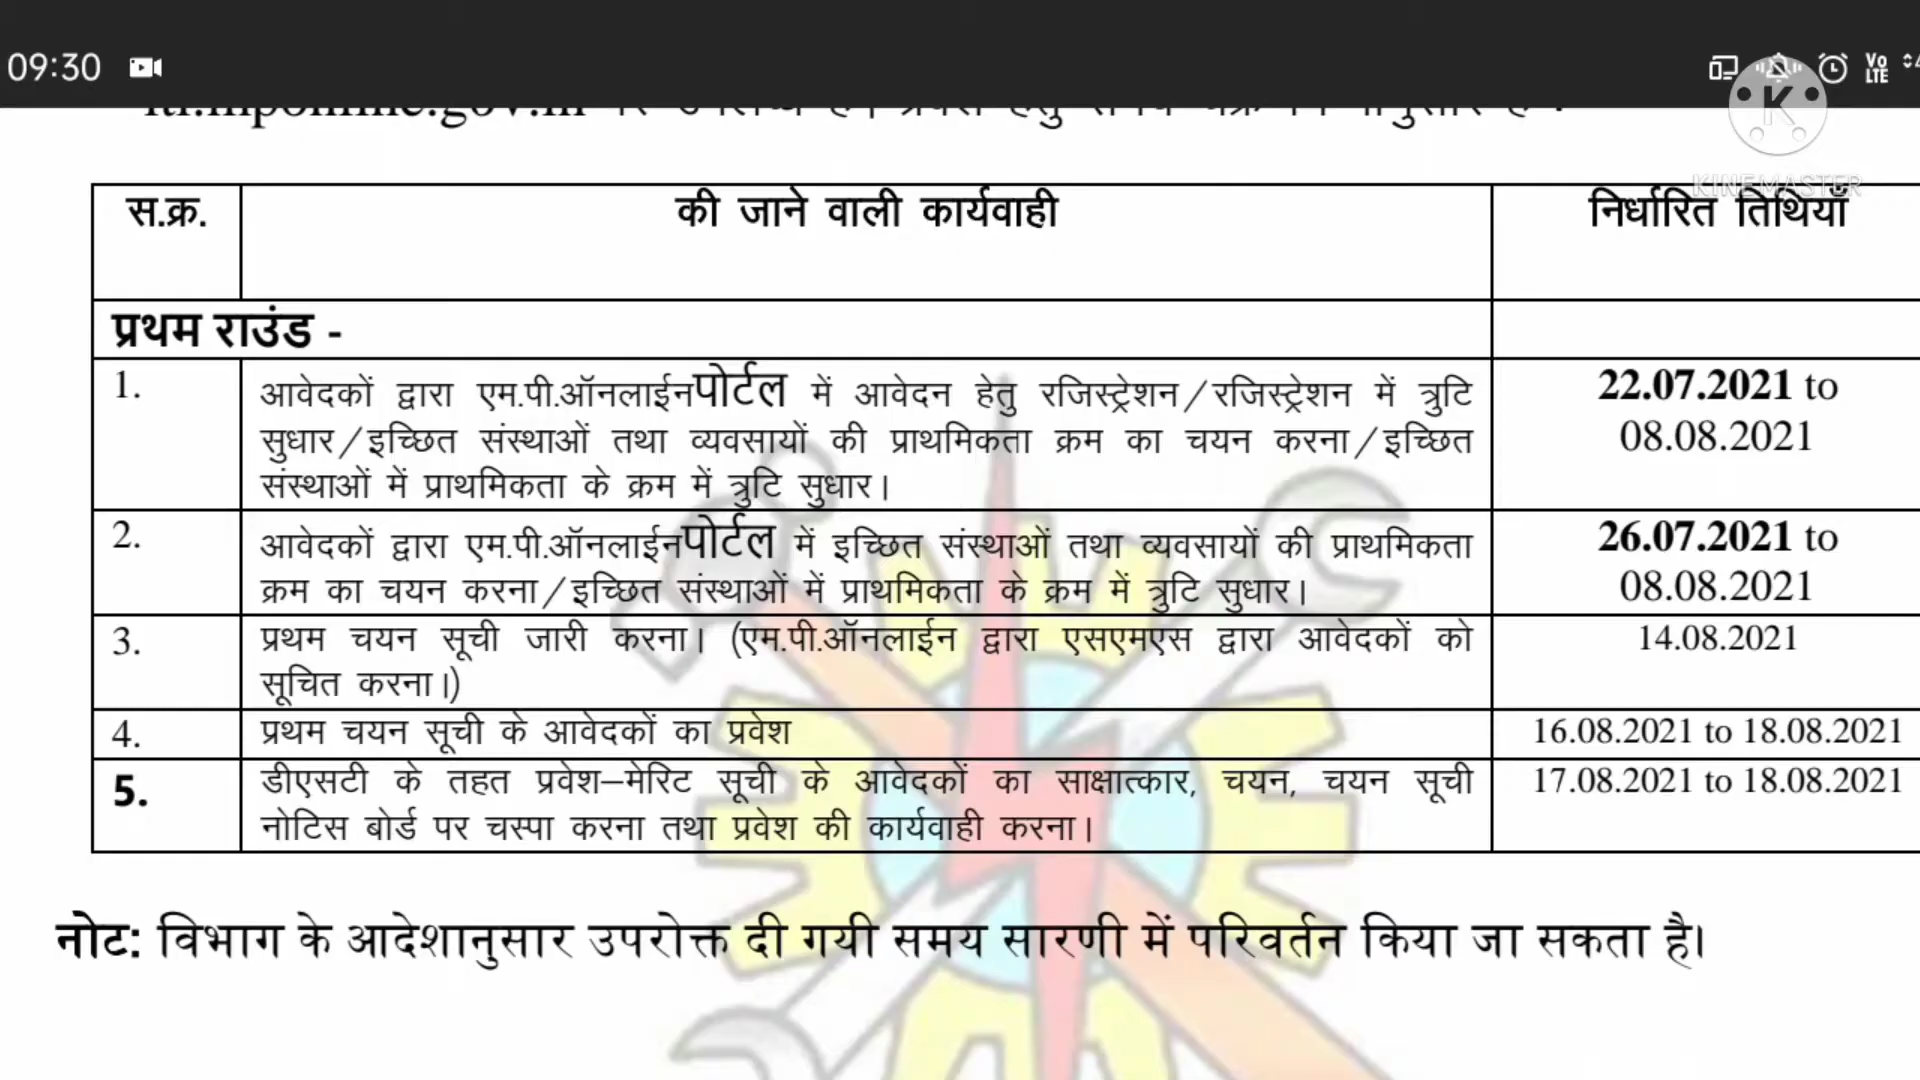 09:30
Vo LTE
KINEMASTER
स.क्र. की जाने वाली कार्यवाही निर्धारित तिथियां
प्रथम राउंड -
1. आवेदकों द्वारा एम.पी.ऑनलाईनपोर्टल में आवेदन हेतु रजिस्ट्रेशन/रजिस्ट्रेशन में त्रुटि 22.07.2021 to
सुधार/इच्छित संस्थाओं तथा व्यवसायों की प्राथमिकता क्रम का चयन करना/इच्छित 08.08.2021
संस्थाओं में प्राथमिकता के क्रम में त्रुटि सुधार।
2. आवेदकों द्वारा एम.पी.ऑनलाईनपोर्टल में इच्छित संस्थाओं तथा व्यवसायों की प्राथमिकता 26.07.2021 to
क्रम का चयन करना/इच्छित संस्थाओं में प्राथमिकता के क्रम में त्रुटि सुधार। 08.08.2021
3. प्रथम चयन सूची जारी करना। (एम.पी.ऑनलाईन द्वारा एसएमएस द्वारा आवेदकों को 14.08.2021
सूचित करना।)
4. प्रथम चयन सूची के आवेदकों का प्रवेश 16.08.2021 to 18.08.2021
5. डीएसटी के तहत प्रवेश–मेरिट सूची के आवेदकों का साक्षात्कार, चयन, चयन सूची 17.08.2021 to 18.08.2021
नोटिस बोर्ड पर चस्पा करना तथा प्रवेश की कार्यवाही करना।
नोट: विभाग के आदेशानुसार उपरोक्त दी गयी समय सारणी में परिवर्तन किया जा सकता है।